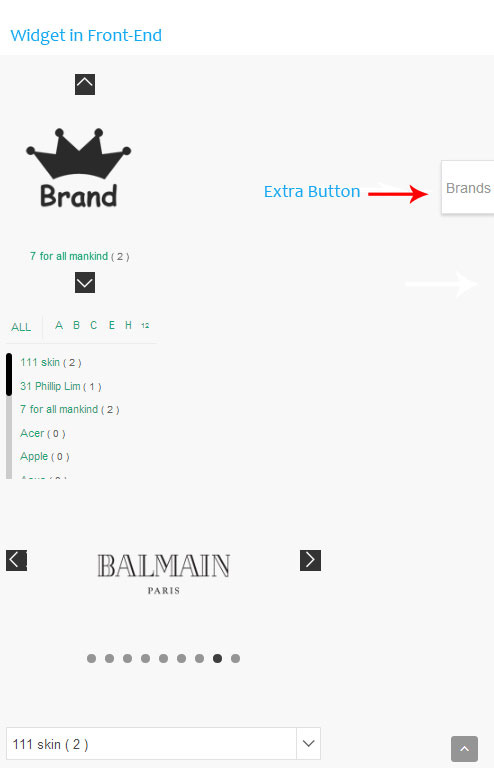 Widget in Front-End
Brand
Extra Button
Brands
7 for all mankind ( 2 )
ALL A B C E H 12
111 skin ( 2 )
31 Phillip Lim ( 1 )
7 for all mankind ( 2 )
Acer ( 0 )
Apple ( 0 )
BALMAIN
PARIS
111 skin ( 2 )